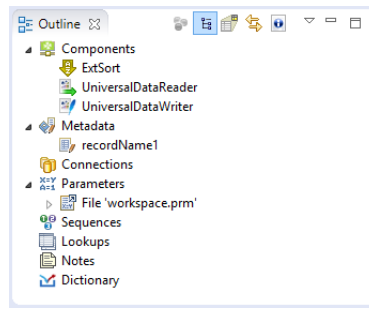 Outline
Components
ExtSort
UniversalDataReader
UniversalDataWriter
Metadata
recordName1
Connections
Parameters
File 'workspace.prm'
Sequences
Lookups
Notes
Dictionary